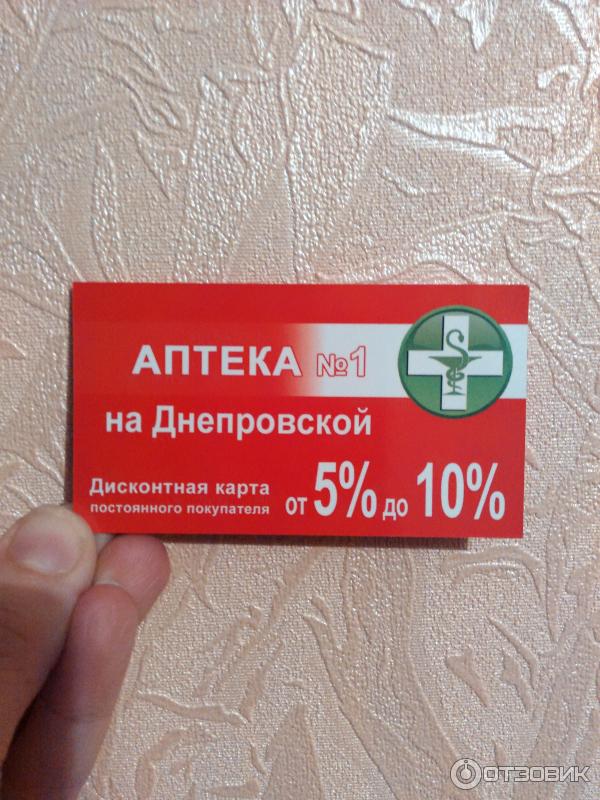 АПТЕКА №1
на Днепровской
Дисконтная карта
постоянного покупателя
от 5% до 10%
ОТЗОВИК